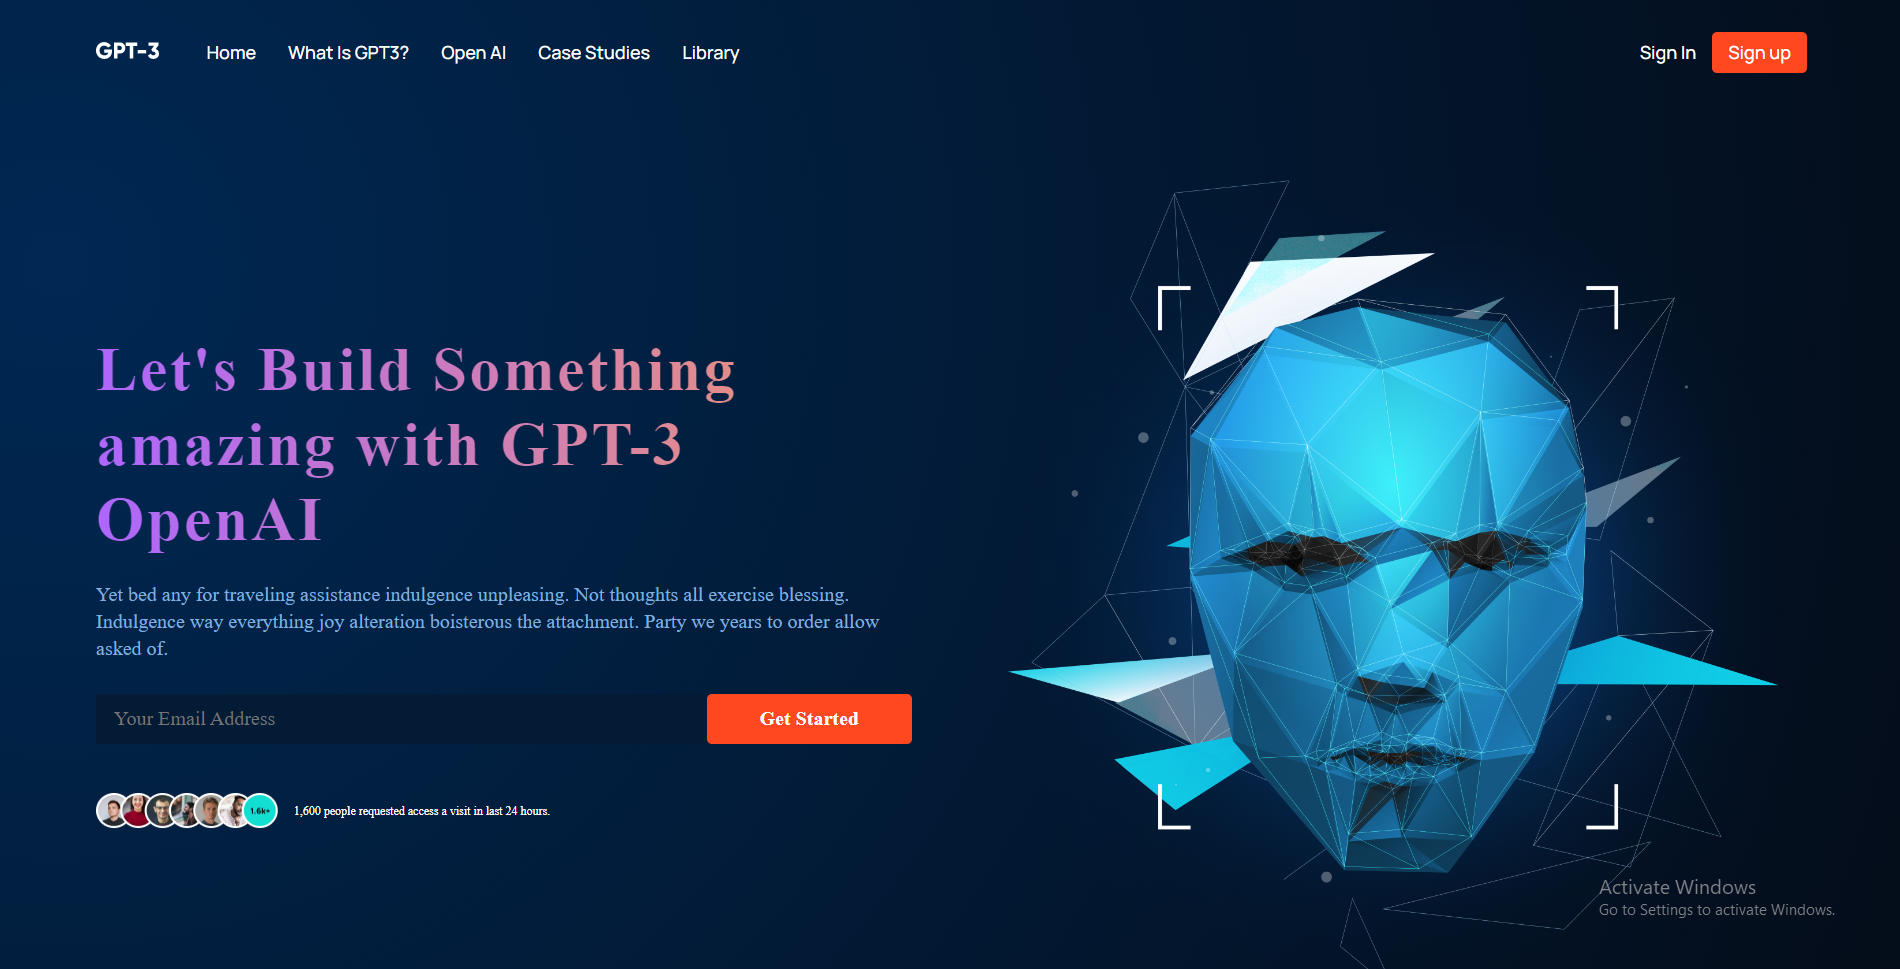 GPT-3 Home What Is GPT3? Open AI Case Studies Library Sign In Sign up
Let's Build Something
amazing with GPT-3
OpenAI
Yet bed any for traveling assistance indulgence unpleasing. Not thoughts all exercise blessing.
Indulgence way everything joy alteration boisterous the attachment. Party we years to order allow
asked of.
Your Email Address Get Started
1.6k+ 1,600 people requested access a visit in last 24 hours.
Activate Windows
Go to Settings to activate Windows.